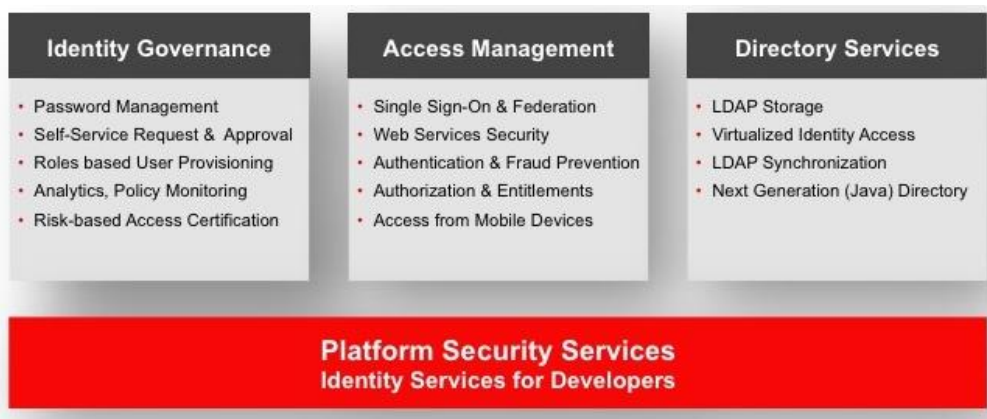 Identity Governance
• Password Management
• Self-Service Request & Approval
• Roles based User Provisioning
• Analytics, Policy Monitoring
• Risk-based Access Certification
Access Management
• Single Sign-On & Federation
• Web Services Security
• Authentication & Fraud Prevention
• Authorization & Entitlements
• Access from Mobile Devices
Directory Services
• LDAP Storage
• Virtualized Identity Access
• LDAP Synchronization
• Next Generation (Java) Directory
Platform Security Services
Identity Services for Developers